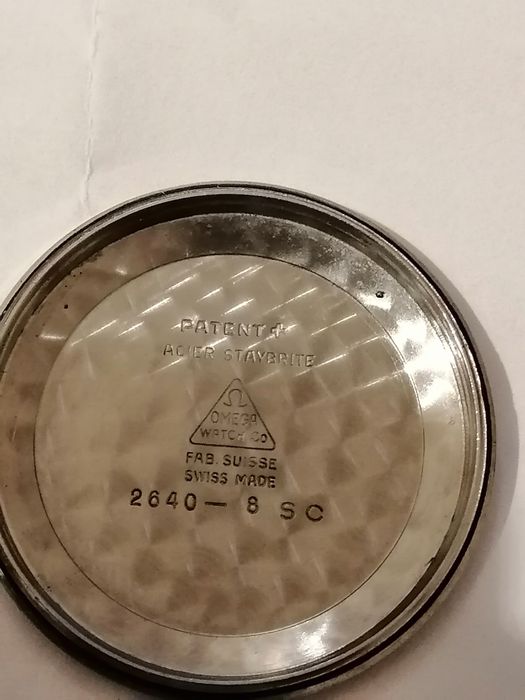 PATENT +
ACIER STAYBRITE
Ω
OMEGA
WATCH Co
FAB. SUISSE
SWISS MADE
2640 — 8 SC